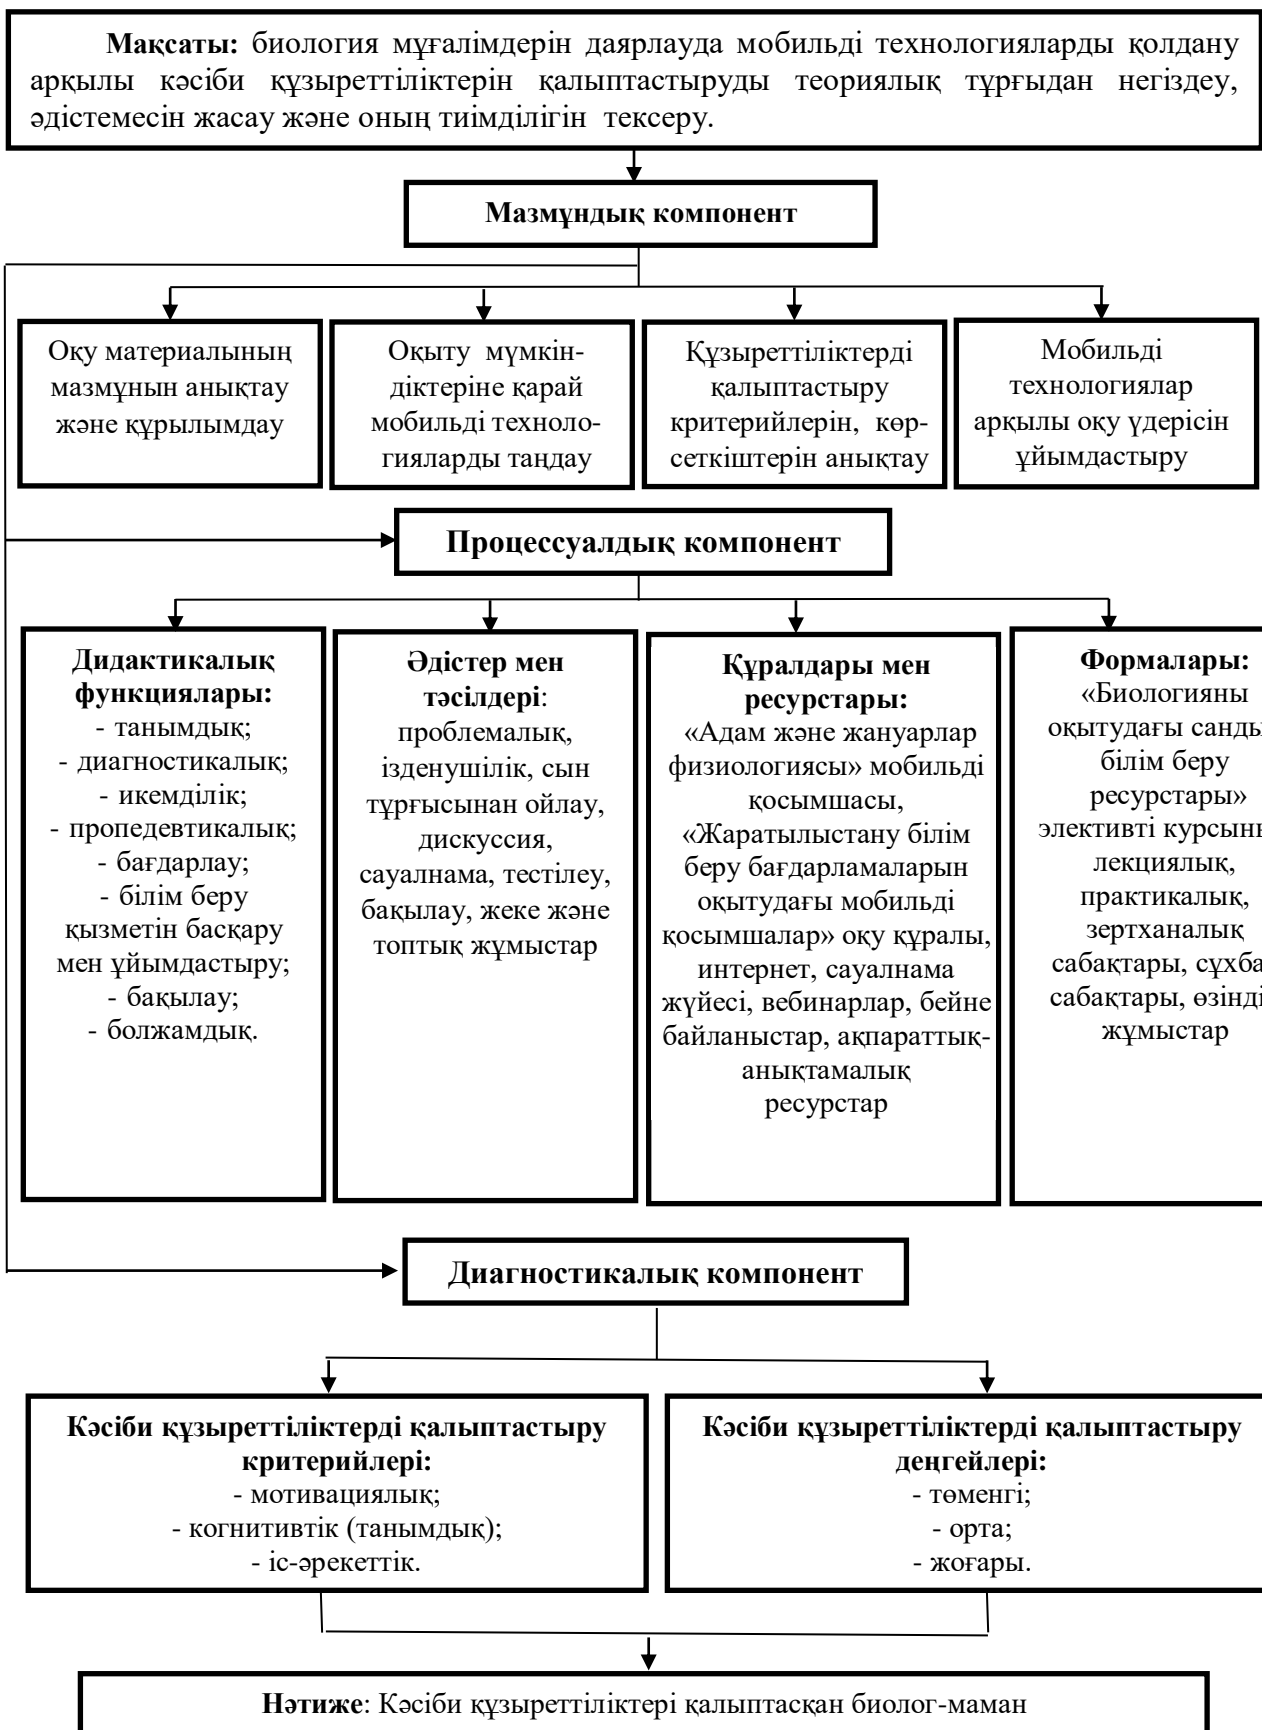 Мақсаты: биология мұғалімдерін даярлауда мобильді технологияларды қолдану
арқылы кәсіби құзыреттіліктерін қалыптастыруды теориялық тұрғыдан негіздеу,
әдістемесін жасау және оның тиімділігін тексеру.
Мазмұндық компонент
Оқу материалының
мазмұнын анықтау
және құрылымдау
Оқыту мүмкін-
діктеріне қарай
мобильді техноло-
гияларды таңдау
Құзыреттіліктерді
қалыптастыру
критерийлерін, көр-
сеткіштерін анықтау
Мобильді
технологиялар
арқылы оқу үдерісін
ұйымдастыру
Процессуалдық компонент
Дидактикалық
функциялары:
- танымдық;
- диагностикалық;
- икемділік;
- пропедевтикалық;
- бағдарлау;
- білім беру
қызметін басқару
мен ұйымдастыру;
- бақылау;
- болжамдық.
Әдістер мен
тәсілдері:
проблемалық,
ізденушілік, сын
тұрғысынан ойлау,
дискуссия,
сауалнама, тестілеу,
бақылау, жеке және
топтық жұмыстар
Құралдары мен
ресурстары:
«Адам және жануарлар
физиологиясы» мобильді
қосымшасы,
«Жаратылыстану білім
беру бағдарламаларын
оқытудағы мобильді
қосымшалар» оқу құралы,
интернет, сауалнама
жүйесі, вебинарлар, бейне
байланыстар, ақпараттық-
анықтамалық
ресурстар
Формалары:
«Биологияны
оқытудағы
білім беру
ресурстары»
элективті
лекциялық,
практикалық,
зертханалық
сабақтары,
сабақтары,
жұмыстар
Диагностикалық компонент
Кәсіби құзыреттіліктерді қалыптастыру
критерийлері:
- мотивациялық;
- когнитивтік (танымдық);
- іс-әрекеттік.
Кәсіби құзыреттіліктерді қалыптастыру
деңгейлері:
- төменгі;
- орта;
- жоғары.
Нәтиже: Кәсіби құзыреттіліктері қалыптасқан биолог-маман